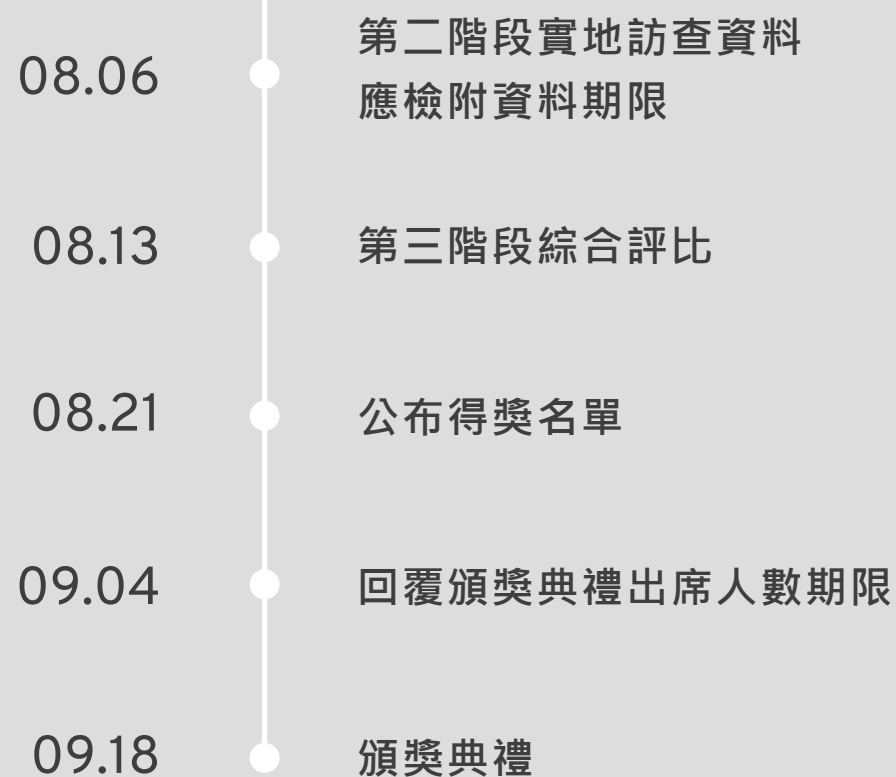 08.06
第二階段實地訪查資料
應檢附資料期限
08.13
第三階段綜合評比
08.21
公布得獎名單
09.04
回覆頒獎典禮出席人數期限
09.18
頒獎典禮